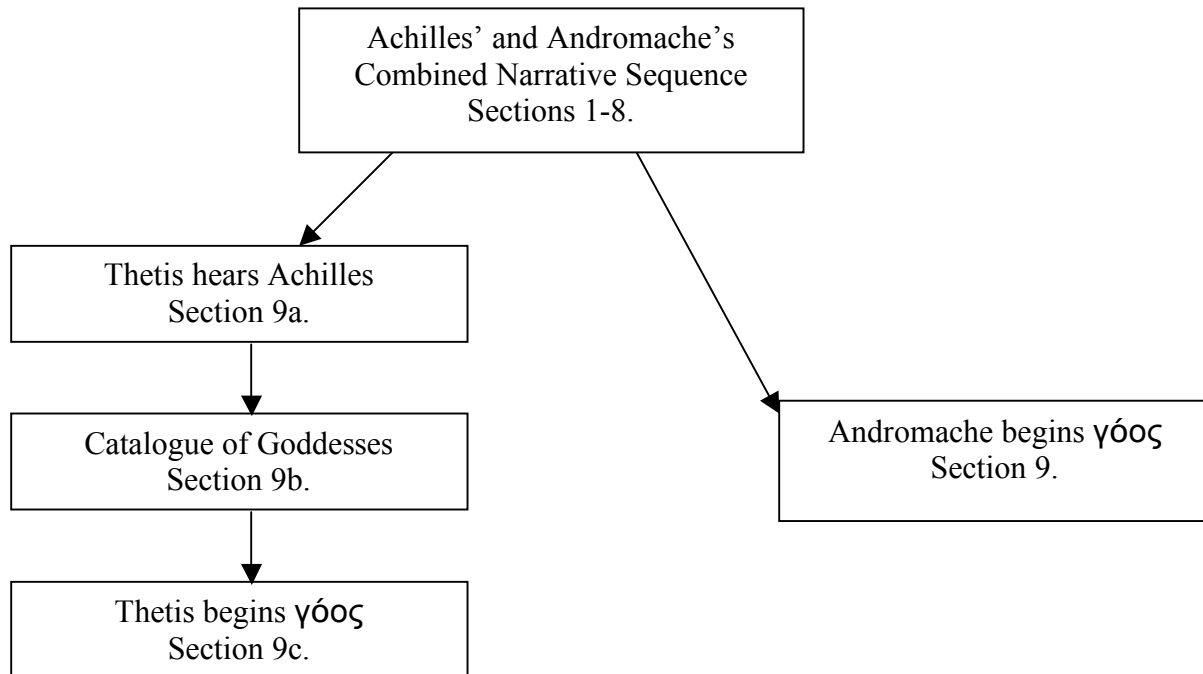 Achilles’ and Andromache’s
Combined Narrative Sequence
Sections 1-8.
Thetis hears Achilles
Section 9a.
Catalogue of Goddesses
Section 9b.
Andromache begins γόος
Section 9.
Thetis begins γόος
Section 9c.